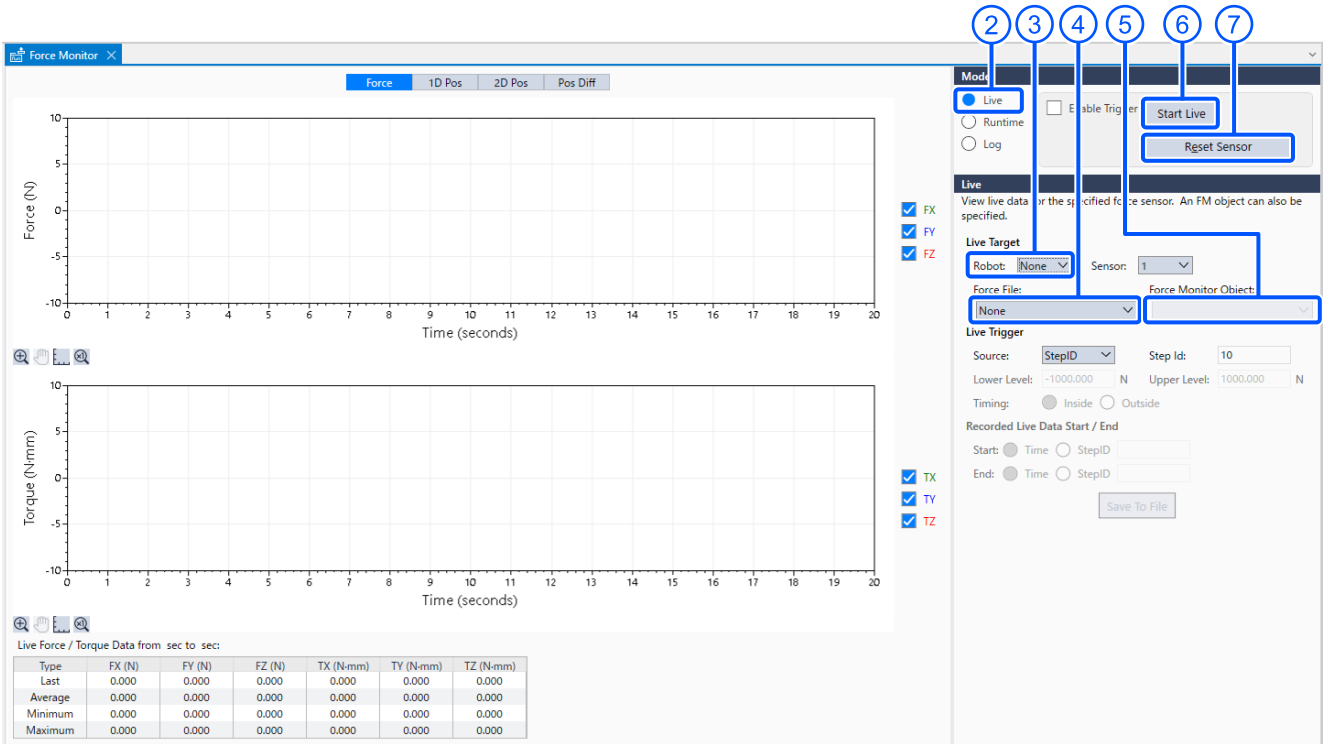 2 3 4 5 6 7
Force Monitor
Force 1D Pos 2D Pos Pos Diff
10
5
0
-5
-10
Force (N)
0 1 2 3 4 5 6 7 8 9 10 11 12 13 14 15 16 17 18 19 20
Time (seconds)
FX
FY
FZ
10
5
0
-5
-10
Torque (N·mm)
0 1 2 3 4 5 6 7 8 9 10 11 12 13 14 15 16 17 18 19 20
Time (seconds)
TX
TY
TZ
Live Force / Torque Data from sec to sec:
Type FX (N) FY (N) FZ (N) TX (N·mm) TY (N·mm) TZ (N·mm)
Last 0.000 0.000 0.000 0.000 0.000 0.000
Average 0.000 0.000 0.000 0.000 0.000 0.000
Minimum 0.000 0.000 0.000 0.000 0.000 0.000
Maximum 0.000 0.000 0.000 0.000 0.000 0.000
Mode
Live
Runtime
Log
Enable Trigger
Start Live
Reset Sensor
Live
View live data for the specified force sensor. An FM object can also be
specified.
Live Target
Robot: None Sensor: 1
Force File: Force Monitor Object:
None
Live Trigger
Source: StepID Step Id: 10
Lower Level: -1000.000 N Upper Level: 1000.000 N
Timing: Inside Outside
Recorded Live Data Start / End
Start: Time StepID
End: Time StepID
Save To File